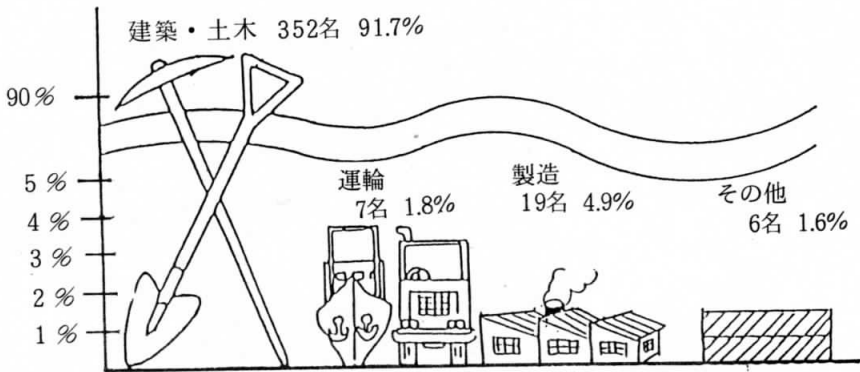 建築・土木 352名 91.7%
90%
5%
4%
3%
2%
1%
運輪
7名 1.8%
製造
19名 4.9%
その他
6名 1.6%